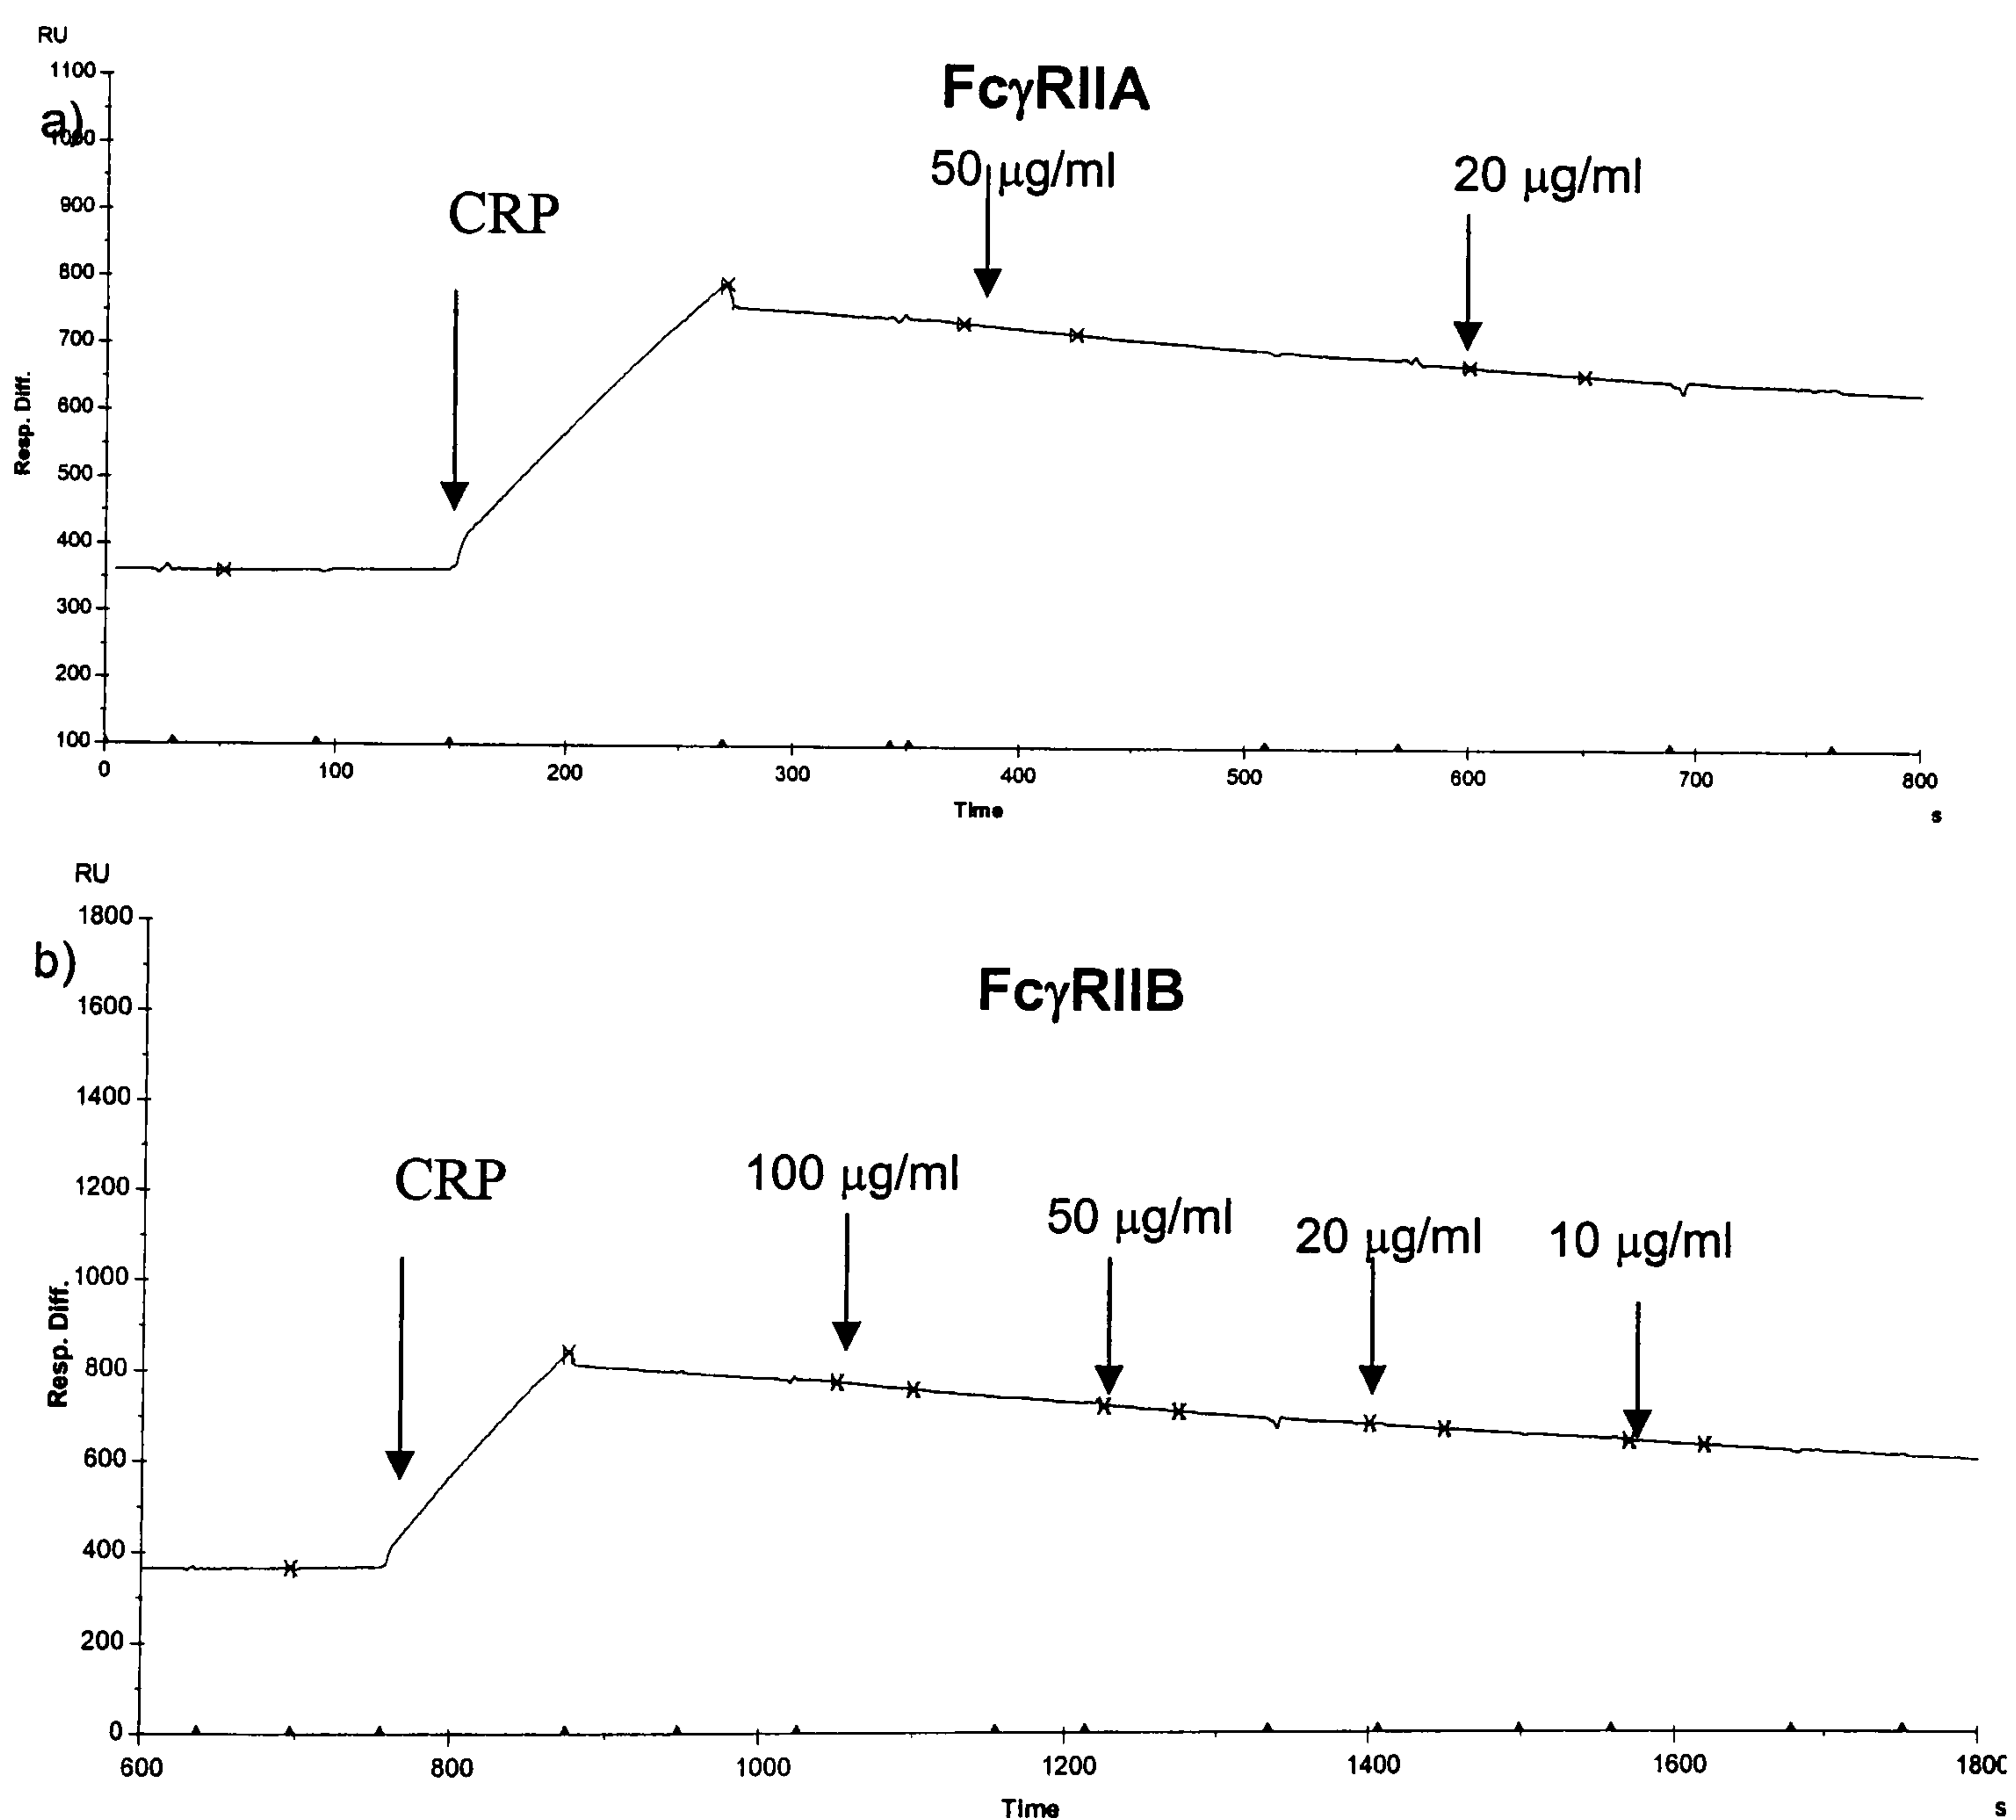 RU
1100
a)
FcγRIIA
1000
50 µg/ml
20 µg/ml
900
CRP
800
700
600
Resp. Diff.
500
400
300
200
100
0 100 200 300 400 500 600 700 800
Time
s
RU
1800
b)
FcγRIIB
1600
1400
1200
CRP
100 µg/ml
50 µg/ml
20 µg/ml
10 µg/ml
1000
Resp. Diff.
800
600
400
200
0
600 800 1000 1200 1400 1600 1800
Time
s